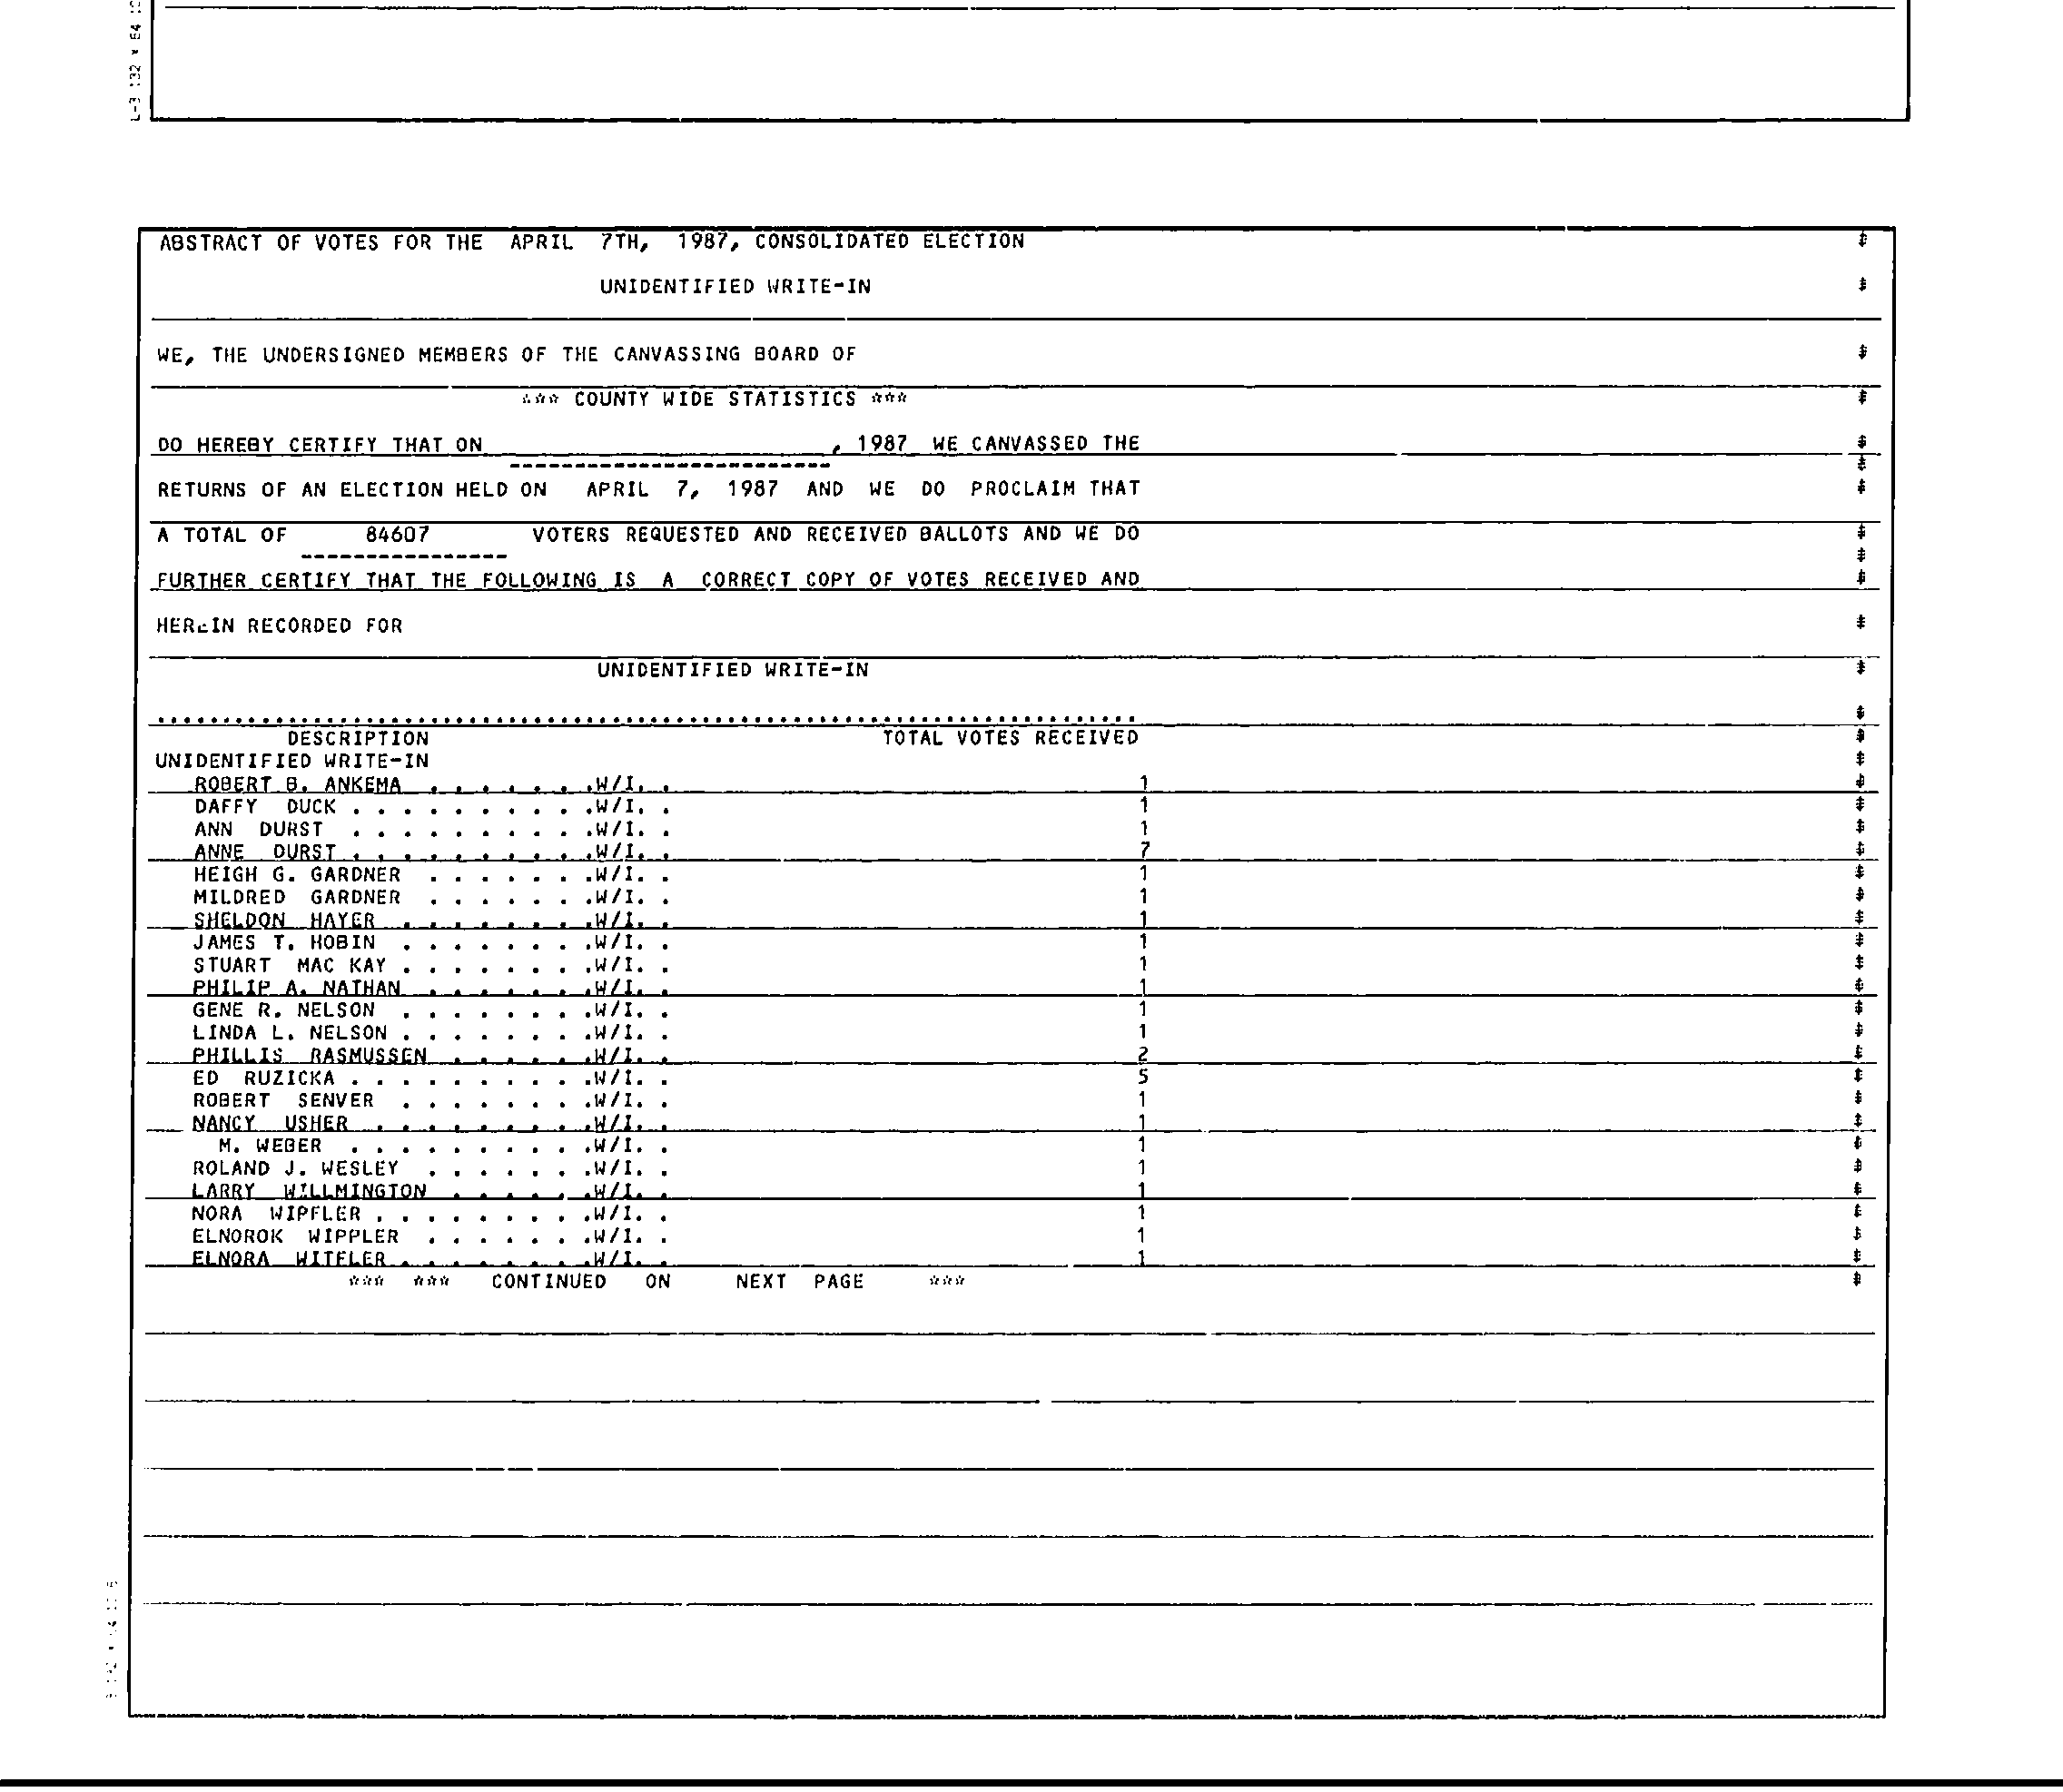 L-3 132 * 64
ABSTRACT OF VOTES FOR THE APRIL 7TH, 1987, CONSOLIDATED ELECTION
UNIDENTIFIED WRITE-IN
WE, THE UNDERSIGNED MEMBERS OF THE CANVASSING BOARD OF
*** COUNTY WIDE STATISTICS ***
DO HEREBY CERTIFY THAT ON , 1987 WE CANVASSED THE
-------------------------
RETURNS OF AN ELECTION HELD ON APRIL 7, 1987 AND WE DO PROCLAIM THAT
A TOTAL OF 84607 VOTERS REQUESTED AND RECEIVED BALLOTS AND WE DO
----------------
FURTHER CERTIFY THAT THE FOLLOWING IS A CORRECT COPY OF VOTES RECEIVED AND
HEREIN RECORDED FOR
UNIDENTIFIED WRITE-IN
............................................................................
DESCRIPTION TOTAL VOTES RECEIVED
UNIDENTIFIED WRITE-IN
ROBERT B. ANKEMA . . . . . . .W/I. . 1
DAFFY DUCK . . . . . . . . . .W/I. . 1
ANN DURST . . . . . . . . . .W/I. . 1
ANNE DURST . . . . . . . . . .W/I. . 7
HEIGH G. GARDNER . . . . . . .W/I. . 1
MILDRED GARDNER . . . . . . .W/I. . 1
SHELDON HAYER . . . . . . . .W/I. . 1
JAMES T. HOBIN . . . . . . . .W/I. . 1
STUART MAC KAY . . . . . . . .W/I. . 1
PHILIP A. NATHAN . . . . . . .W/I. . 1
GENE R. NELSON . . . . . . . .W/I. . 1
LINDA L. NELSON . . . . . . . .W/I. . 1
PHILLIS RASMUSSEN . . . . . .W/I. . 2
ED RUZICKA . . . . . . . . . .W/I. . 5
ROBERT SENVER . . . . . . . .W/I. . 1
NANCY USHER . . . . . . . . .W/I. . 1
M. WEBER . . . . . . . . . .W/I. . 1
ROLAND J. WESLEY . . . . . . .W/I. . 1
LARRY WILLMINGTON . . . . . .W/I. . 1
NORA WIPFLER . . . . . . . . .W/I. . 1
ELNOROK WIPPLER . . . . . . .W/I. . 1
ELNORA WITFLER . . . . . . . .W/I. . 1
*** *** CONTINUED ON NEXT PAGE ***